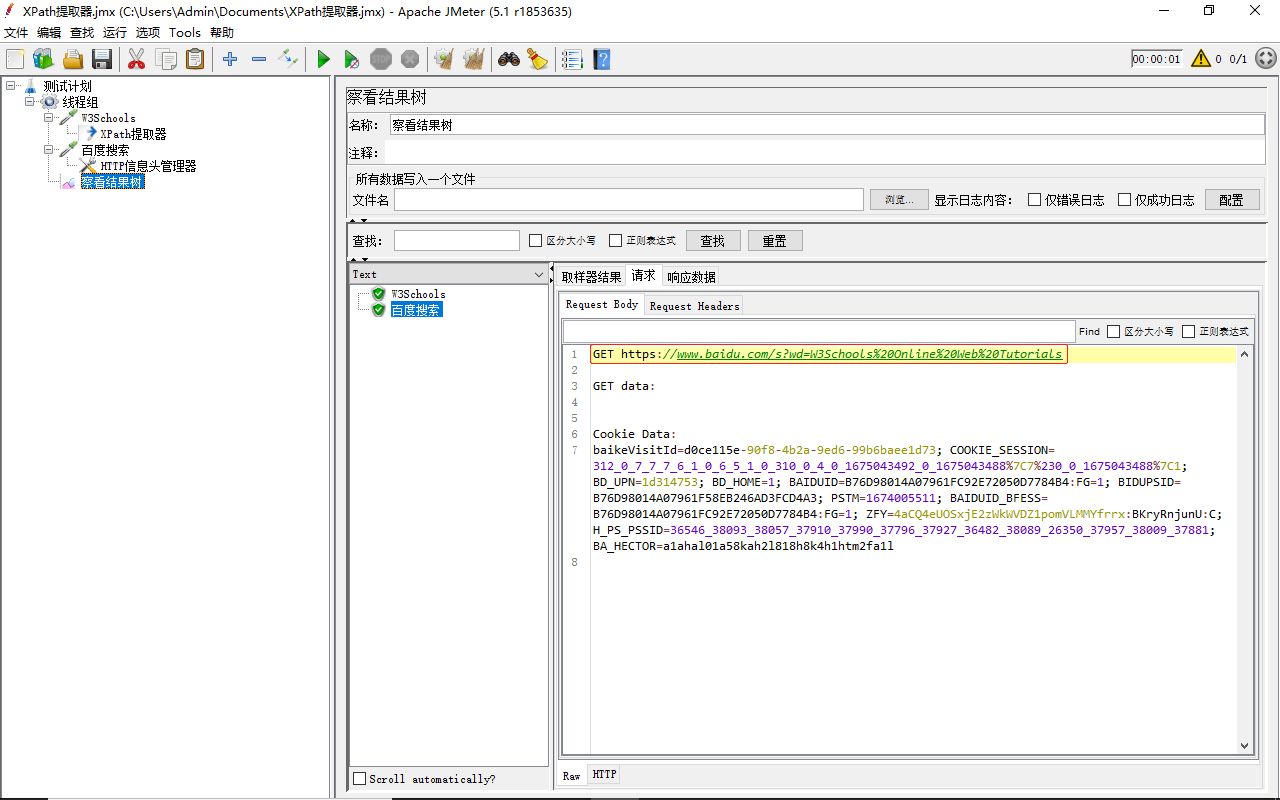 XPath提取器.jmx (C:\Users\Admin\Documents\XPath提取器.jmx) - Apache JMeter (5.1 r1853635)
文件 编辑 查找 运行 选项 Tools 帮助
STOP
00:00:01
0 0/1
测试计划
线程组
W3Schools
XPath提取器
百度搜索
HTTP信息头管理器
察看结果树
察看结果树
名称： 察看结果树
注释：
所有数据写入一个文件
文件名 浏览... 显示日志内容： 仅错误日志 仅成功日志 配置
查找： 区分大小写 正则表达式 查找 重置
Text
W3Schools
百度搜索
Scroll automatically?
取样器结果 请求 响应数据
Request Body Request Headers
Find 区分大小写 正则表达式
1 GET https://www.baidu.com/s?wd=W3Schools%20Online%20Web%20Tutorials
2
3 GET data:
4
5
6 Cookie Data:
7 baikeVisitId=d0ce115e-90f8-4b2a-9ed6-99b6baee1d73; COOKIE_SESSION=
312_0_7_7_7_6_1_0_6_5_1_0_310_0_4_0_1675043492_0_1675043488%7C7%230_0_1675043488%7C1;
BD_UPN=1d314753; BD_HOME=1; BAIDUID=B76D98014A07961FC92E72050D7784B4:FG=1; BIDUPSID=
B76D98014A07961F58EB246AD3FCD4A3; PSTM=1674005511; BAIDUID_BFESS=
B76D98014A07961FC92E72050D7784B4:FG=1; ZFY=4aCQ4eUOSxjE2zWkWVDZ1pomVLMMYfrrx:BKryRnjunU:C;
H_PS_PSSID=36546_38093_38057_37910_37990_37796_37927_36482_38089_26350_37957_38009_37881;
BA_HECTOR=a1ahal01a58kah2l818h8k4h1htm2fa1l
8
Raw HTTP